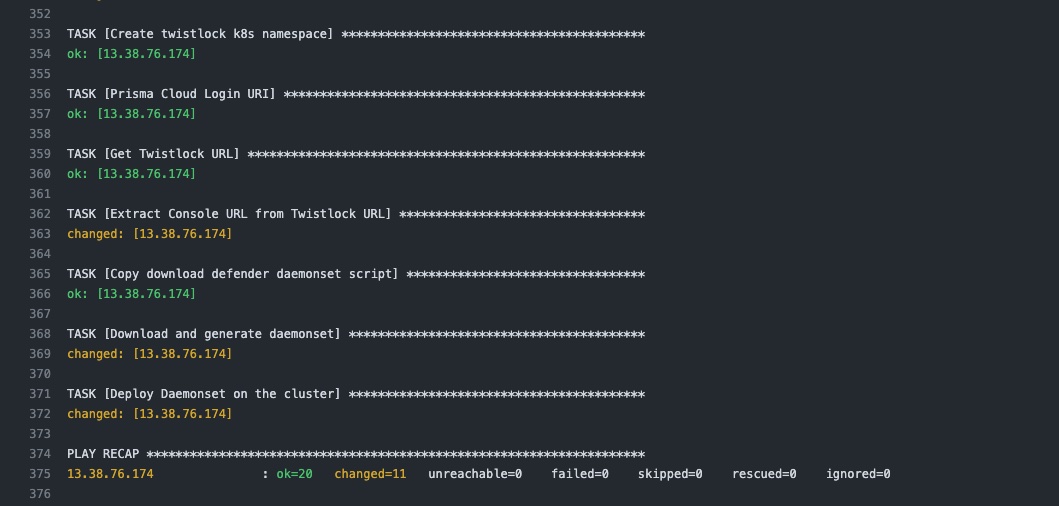 352
353 TASK [Create twistlock k8s namespace] ******************************************
354 ok: [13.38.76.174]
355
356 TASK [Prisma Cloud Login URI] **************************************************
357 ok: [13.38.76.174]
358
359 TASK [Get Twistlock URL] *******************************************************
360 ok: [13.38.76.174]
361
362 TASK [Extract Console URL from Twistlock URL] **********************************
363 changed: [13.38.76.174]
364
365 TASK [Copy download defender daemonset script] *********************************
366 ok: [13.38.76.174]
367
368 TASK [Download and generate daemonset] *****************************************
369 changed: [13.38.76.174]
370
371 TASK [Deploy Daemonset on the cluster] *****************************************
372 changed: [13.38.76.174]
373
374 PLAY RECAP *********************************************************************
375 13.38.76.174 : ok=20 changed=11 unreachable=0 failed=0 skipped=0 rescued=0 ignored=0
376